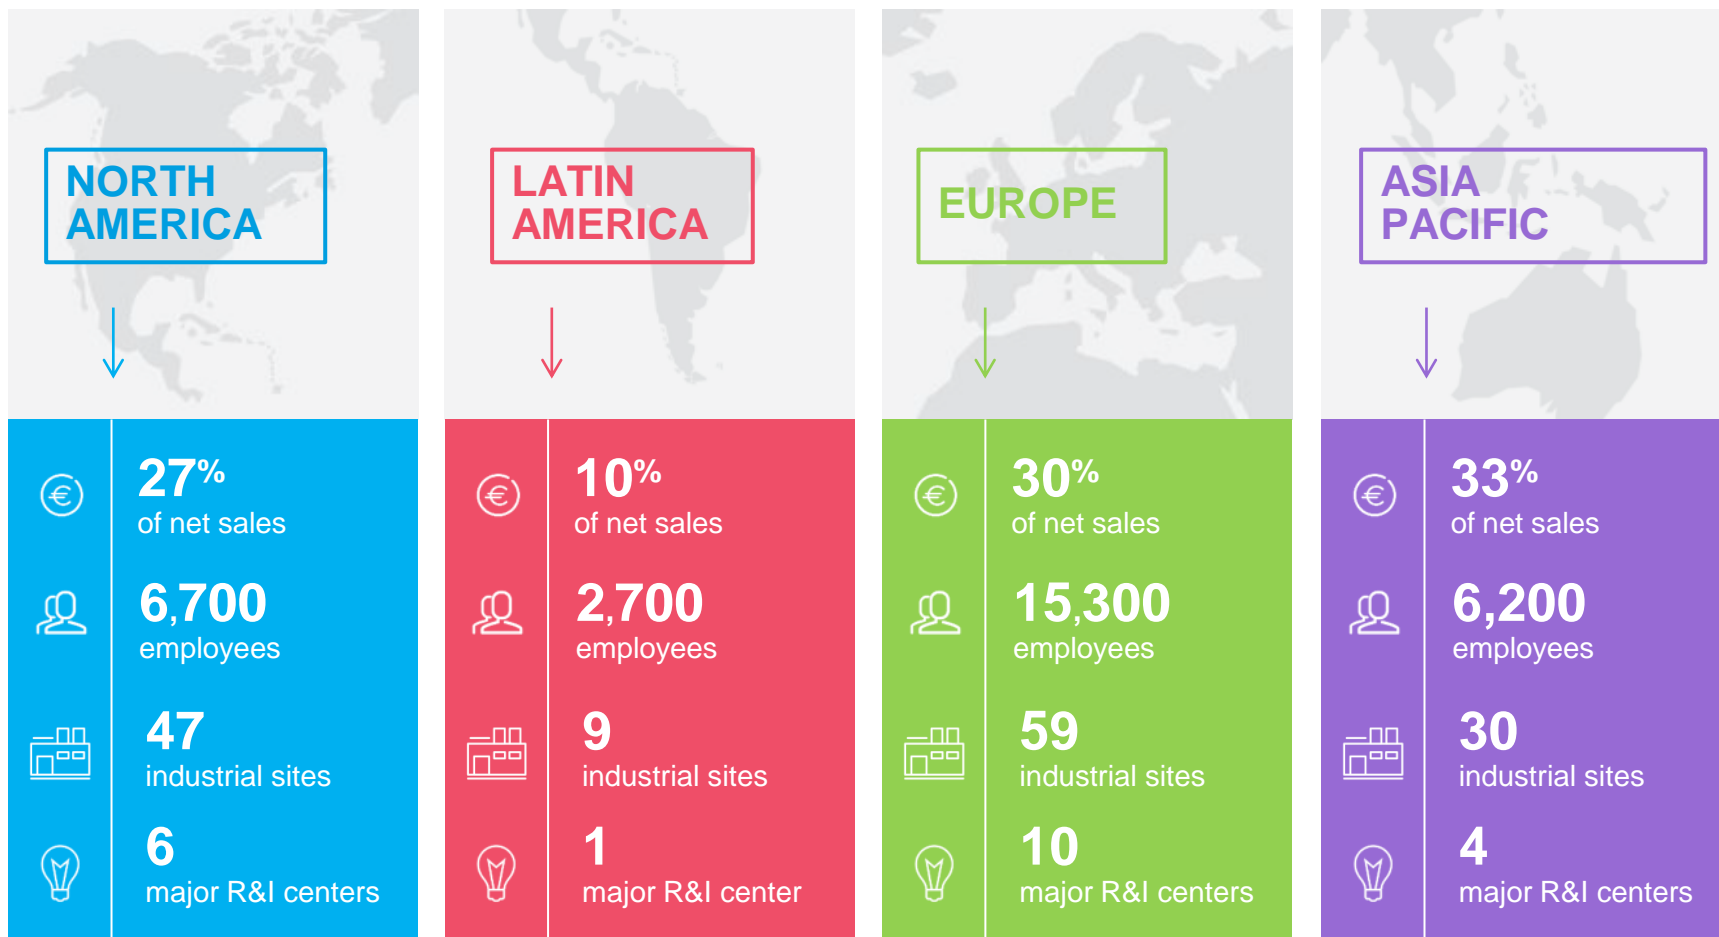 NORTH
AMERICA
27%
of net sales
6,700
employees
47
industrial sites
6
major R&I centers
LATIN
AMERICA
10%
of net sales
2,700
employees
9
industrial sites
1
major R&I center
EUROPE
30%
of net sales
15,300
employees
59
industrial sites
10
major R&I centers
ASIA
PACIFIC
33%
of net sales
6,200
employees
30
industrial sites
4
major R&I centers